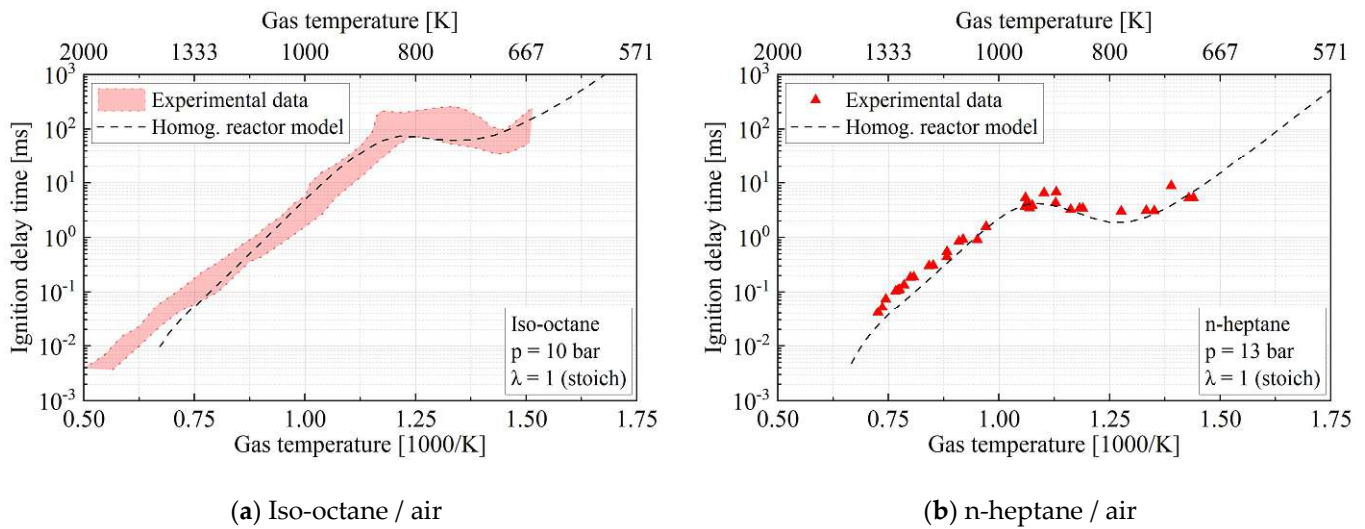 Gas temperature [K]
2000 1333 1000 800 667 571
10³
10²
10¹
10⁰
10⁻¹
10⁻²
10⁻³
Ignition delay time [ms]
Experimental data
Homog. reactor model
Iso-octane
p = 10 bar
λ = 1 (stoich)
0.50 0.75 1.00 1.25 1.50 1.75
Gas temperature [1000/K]
(a) Iso-octane / air
Gas temperature [K]
2000 1333 1000 800 667 571
10³
10²
10¹
10⁰
10⁻¹
10⁻²
10⁻³
Ignition delay time [ms]
Experimental data
Homog. reactor model
n-heptane
p = 13 bar
λ = 1 (stoich)
0.50 0.75 1.00 1.25 1.50 1.75
Gas temperature [1000/K]
(b) n-heptane / air